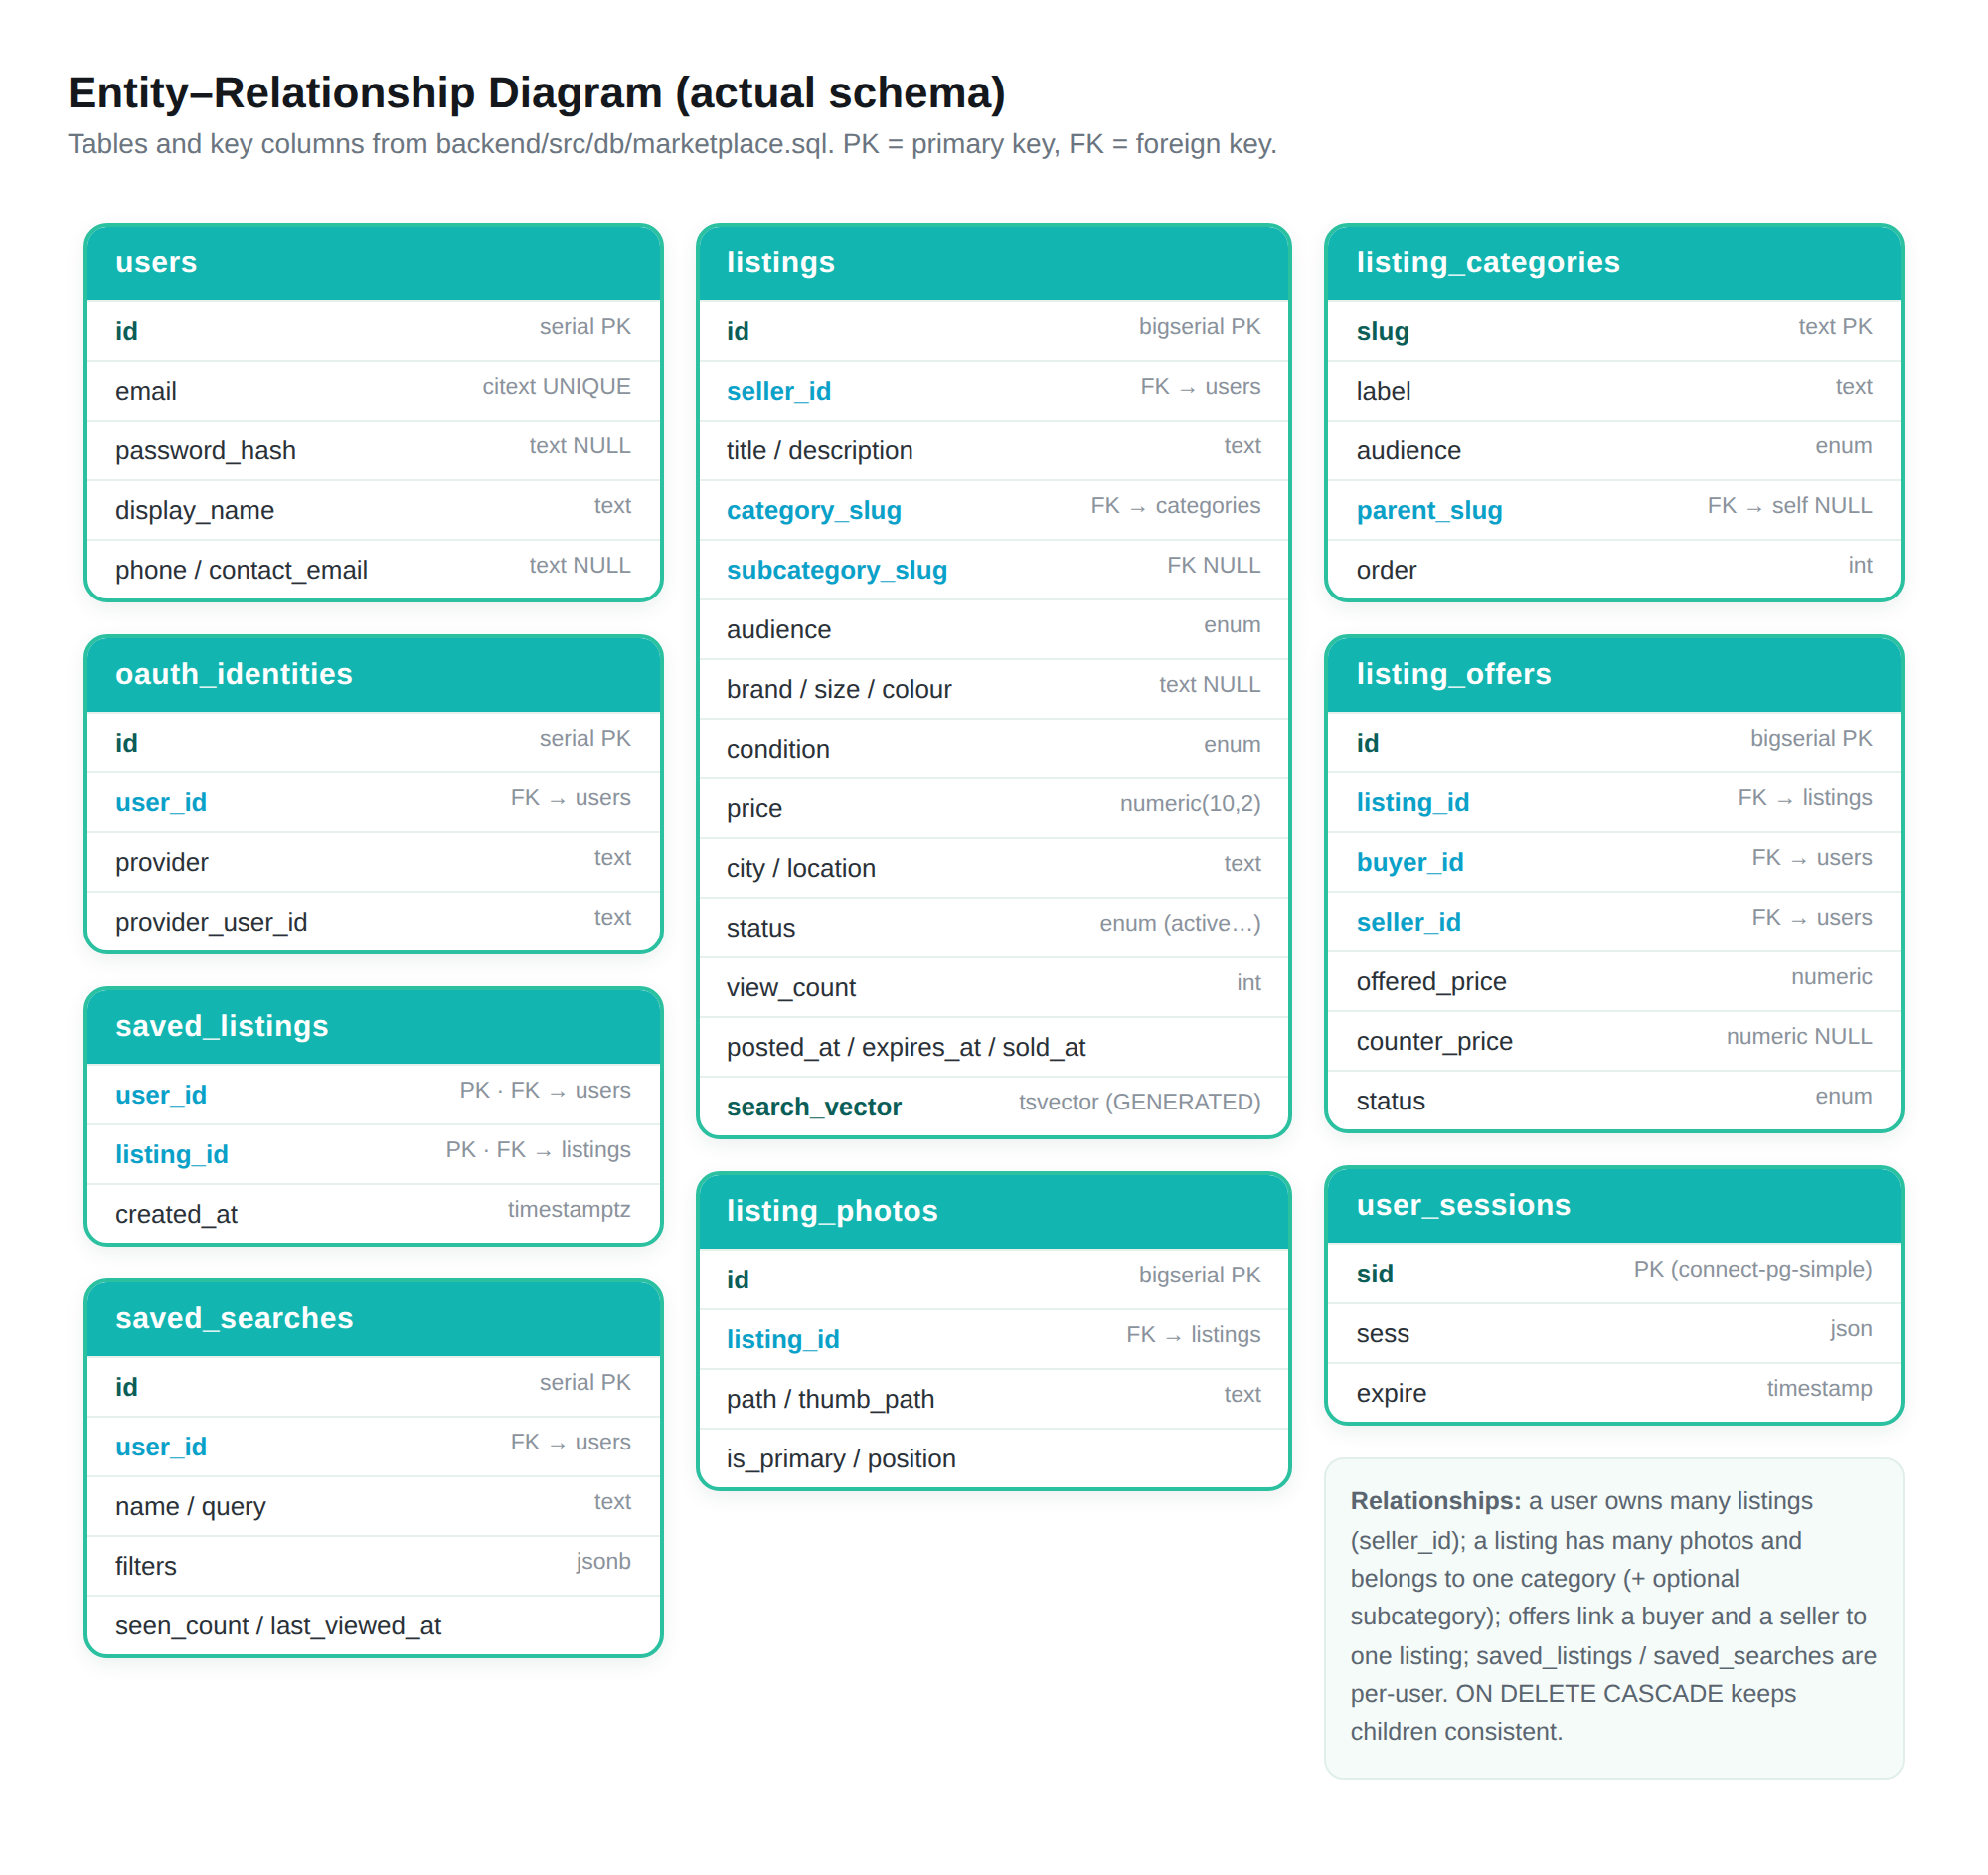 Entity–Relationship Diagram (actual schema)
Tables and key columns from backend/src/db/marketplace.sql. PK = primary key, FK = foreign key.
users
id serial PK
email citext UNIQUE
password_hash text NULL
display_name text
phone / contact_email text NULL
oauth_identities
id serial PK
user_id FK → users
provider text
provider_user_id text
saved_listings
user_id PK · FK → users
listing_id PK · FK → listings
created_at timestamptz
saved_searches
id serial PK
user_id FK → users
name / query text
filters jsonb
seen_count / last_viewed_at
listings
id bigserial PK
seller_id FK → users
title / description text
category_slug FK → categories
subcategory_slug FK NULL
audience enum
brand / size / colour text NULL
condition enum
price numeric(10,2)
city / location text
status enum (active…)
view_count int
posted_at / expires_at / sold_at
search_vector tsvector (GENERATED)
listing_photos
id bigserial PK
listing_id FK → listings
path / thumb_path text
is_primary / position
listing_categories
slug text PK
label text
audience enum
parent_slug FK → self NULL
order int
listing_offers
id bigserial PK
listing_id FK → listings
buyer_id FK → users
seller_id FK → users
offered_price numeric
counter_price numeric NULL
status enum
user_sessions
sid PK (connect-pg-simple)
sess json
expire timestamp
Relationships: a user owns many listings
(seller_id); a listing has many photos and
belongs to one category (+ optional
subcategory); offers link a buyer and a seller to
one listing; saved_listings / saved_searches are
per-user. ON DELETE CASCADE keeps
children consistent.